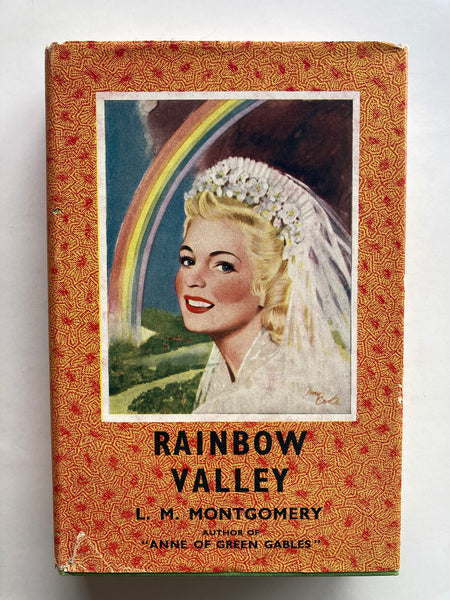 RAINBOW
VALLEY
L. M. MONTGOMERY
AUTHOR OF
"ANNE OF GREEN GABLES"